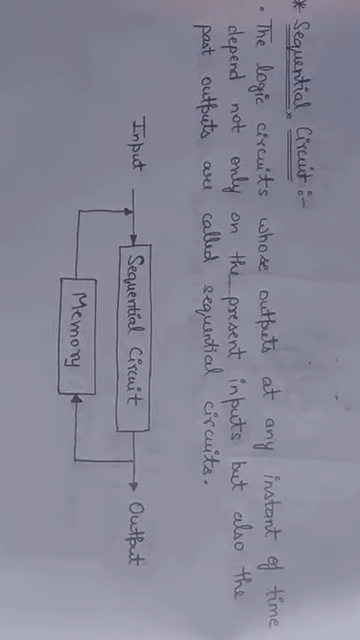 * Sequential Circuit :-
• The logic circuits whose outputs at any instant of time
depend not only on the present inputs but also the
past outputs are called sequential circuits.
Input
Sequential Circuit
Output
Memory